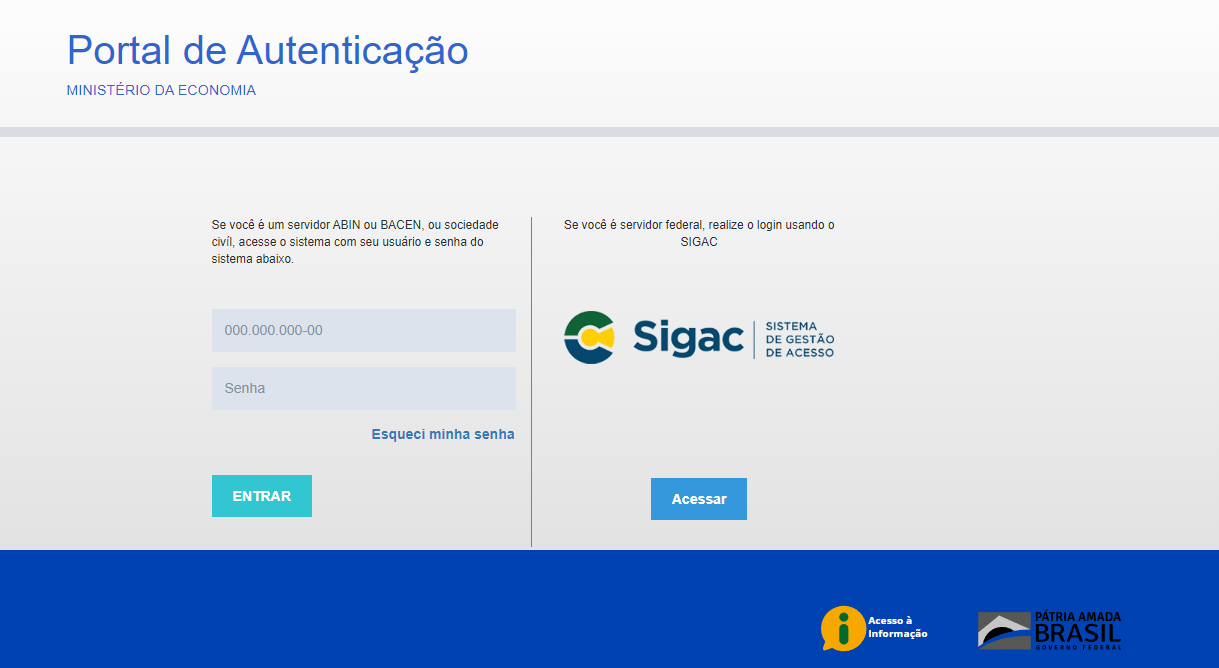 Portal de Autenticação
MINISTÉRIO DA ECONOMIA
Se você é um servidor ABIN ou BACEN, ou sociedade
civíl, acesse o sistema com seu usuário e senha do
sistema abaixo.
000.000.000-00
Senha
Esqueci minha senha
ENTRAR
Se você é servidor federal, realize o login usando o
SIGAC
Sigac
SISTEMA
DE GESTÃO
DE ACESSO
Acessar
Acesso à
Informação
PÁTRIA AMADA
BRASIL
GOVERNO FEDERAL